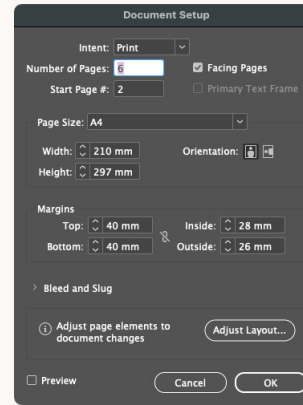 Document Setup
Intent: Print
Number of Pages: 6 Facing Pages
Start Page #: 2 Primary Text Frame
Page Size: A4
Width: 210 mm Orientation:
Height: 297 mm
Margins
Top: 40 mm Inside: 28 mm
Bottom: 40 mm Outside: 26 mm
Bleed and Slug
Adjust page elements to
document changes
Adjust Layout...
Preview Cancel OK